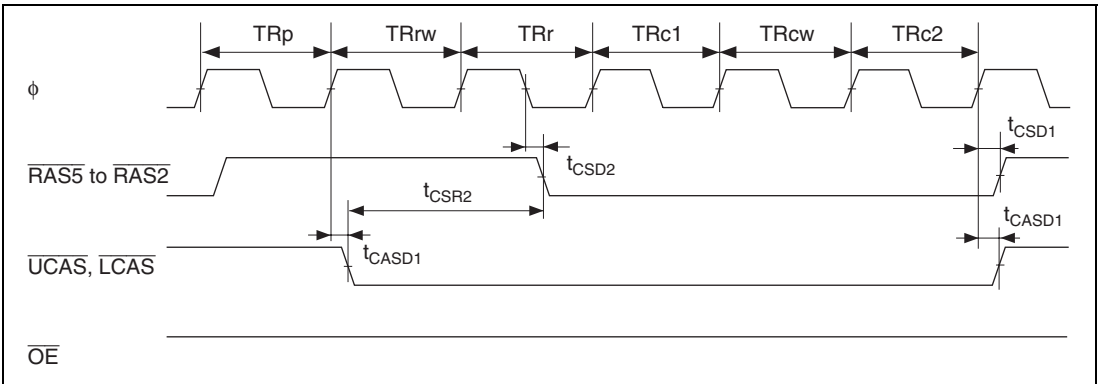 TRp TRrw TRr TRc1 TRcw TRc2
ϕ
tCSD1
RAS5 to RAS2
tCSD2
tCSR2
tCASD1
tCASD1
UCAS, LCAS
OE